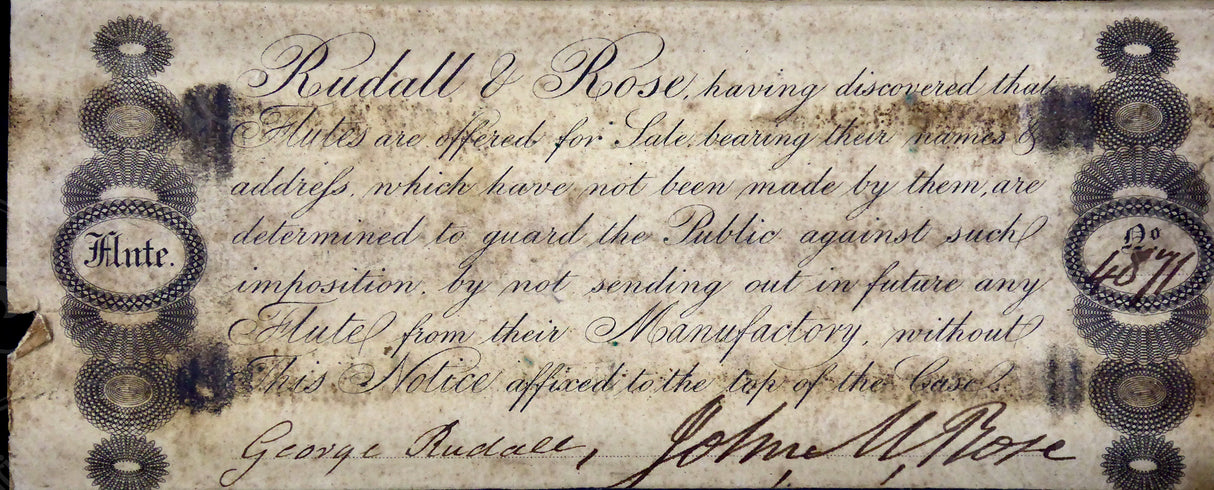 Rudall & Rose, having discovered that
Flutes are offered for Sale, bearing their names &
addreſs, which have not been made by them, are
determined to guard the Public against such
imposition, by not sending out in future any
Flute from their Manufactory, without
This Notice affixed to the top of the Case.
Flute.
No
4871
George Rudall, John M. Rose